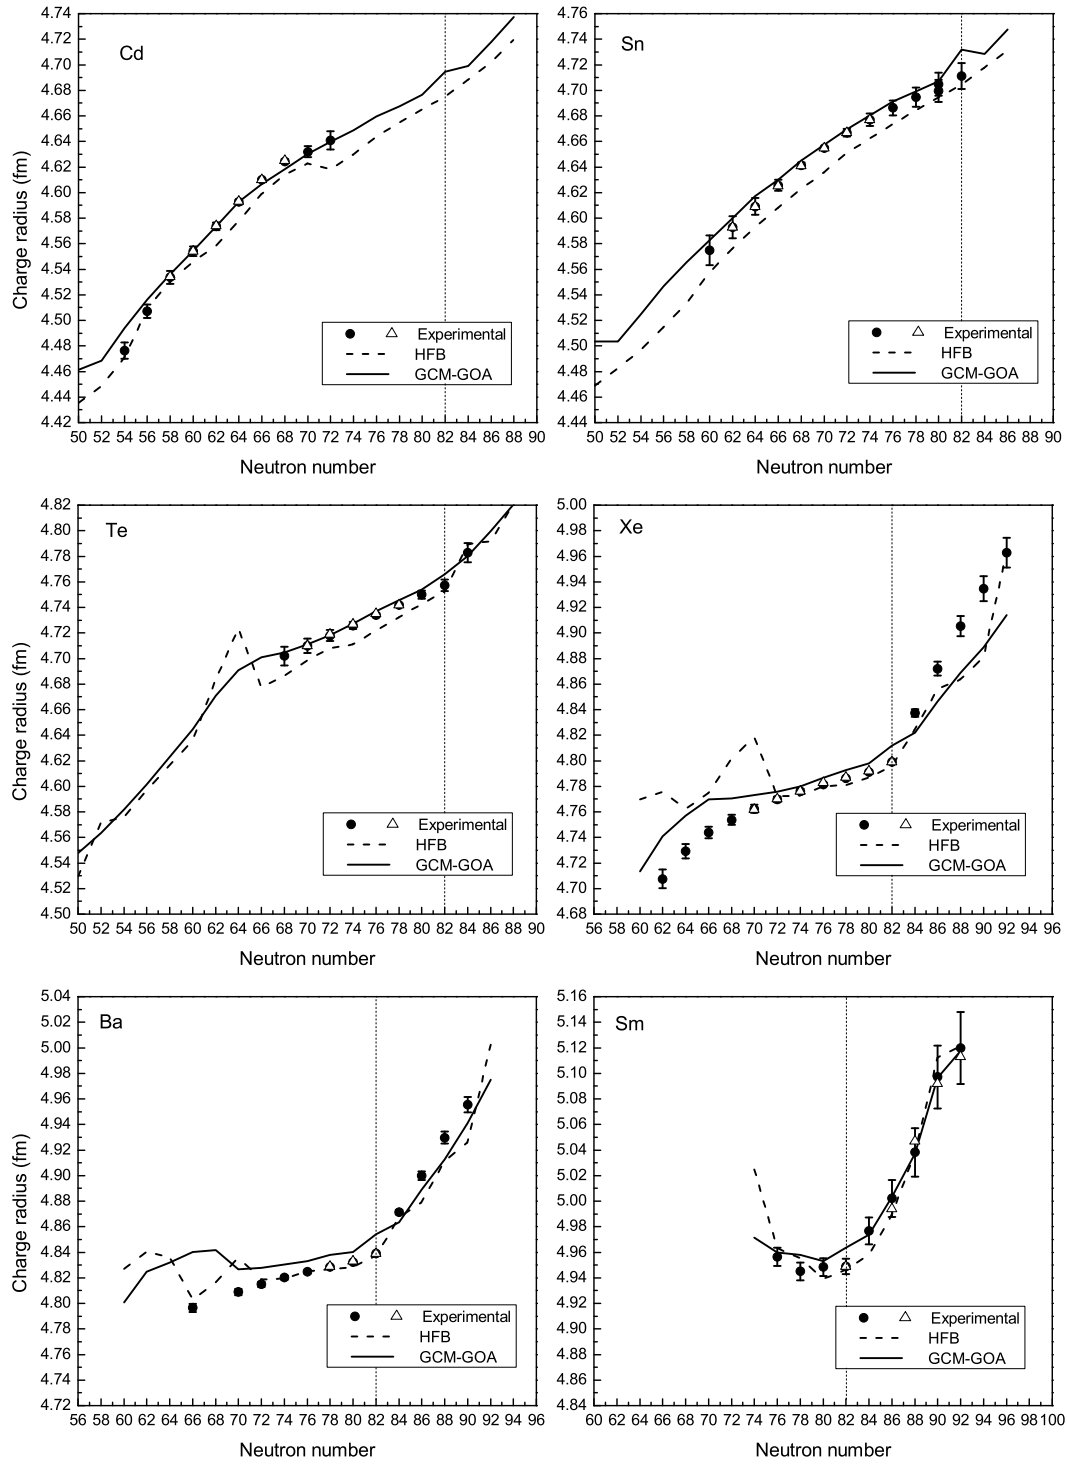 4.74
4.72
4.70
4.68
4.66
4.64
4.62
4.60
4.58
4.56
4.54
4.52
4.50
4.48
4.46
4.44
4.42
Charge radius (fm)
Cd
Experimental
HFB
GCM-GOA
50 52 54 56 58 60 62 64 66 68 70 72 74 76 78 80 82 84 86 88 90
Neutron number
4.76
4.74
4.72
4.70
4.68
4.66
4.64
4.62
4.60
4.58
4.56
4.54
4.52
4.50
4.48
4.46
4.44
Sn
Experimental
HFB
GCM-GOA
50 52 54 56 58 60 62 64 66 68 70 72 74 76 78 80 82 84 86 88 90
Neutron number
4.82
4.80
4.78
4.76
4.74
4.72
4.70
4.68
4.66
4.64
4.62
4.60
4.58
4.56
4.54
4.52
4.50
Charge radius (fm)
Te
Experimental
HFB
GCM-GOA
50 52 54 56 58 60 62 64 66 68 70 72 74 76 78 80 82 84 86 88 90
Neutron number
5.00
4.98
4.96
4.94
4.92
4.90
4.88
4.86
4.84
4.82
4.80
4.78
4.76
4.74
4.72
4.70
4.68
Xe
Experimental
HFB
GCM-GOA
56 58 60 62 64 66 68 70 72 74 76 78 80 82 84 86 88 90 92 94 96
Neutron number
5.04
5.02
5.00
4.98
4.96
4.94
4.92
4.90
4.88
4.86
4.84
4.82
4.80
4.78
4.76
4.74
4.72
Charge radius (fm)
Ba
Experimental
HFB
GCM-GOA
56 58 60 62 64 66 68 70 72 74 76 78 80 82 84 86 88 90 92 94 96
Neutron number
5.16
5.14
5.12
5.10
5.08
5.06
5.04
5.02
5.00
4.98
4.96
4.94
4.92
4.90
4.88
4.86
4.84
Sm
Experimental
HFB
GCM-GOA
60 62 64 66 68 70 72 74 76 78 80 82 84 86 88 90 92 94 96 98 100
Neutron number